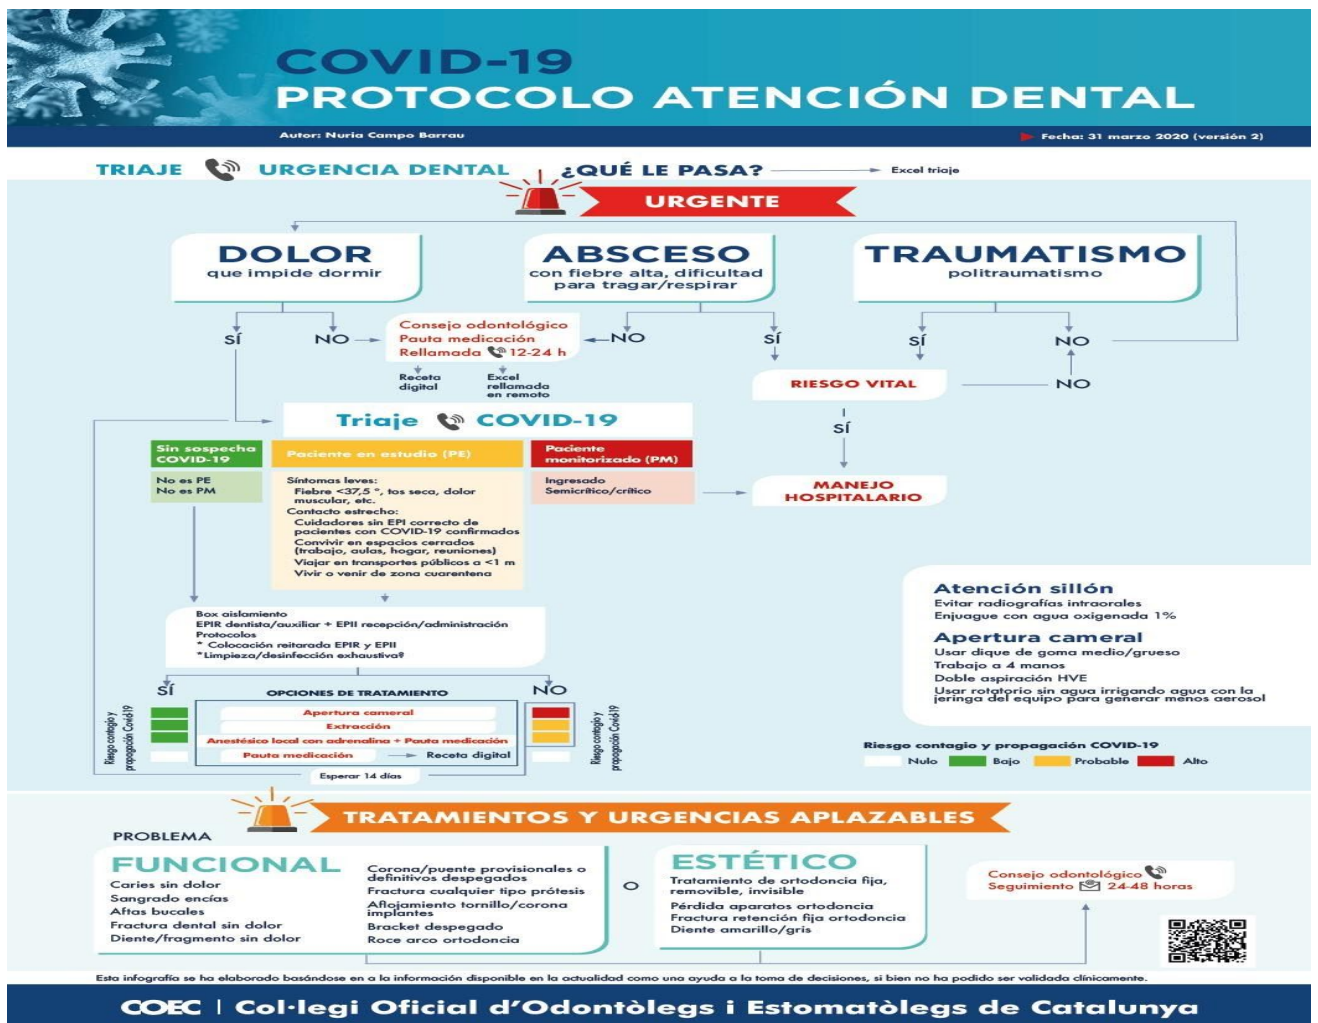 COVID-19
PROTOCOLO ATENCIÓN DENTAL
Autor: Nuria Campo Barrau
Fecha: 31 marzo 2020 (versión 2)
TRIAJE URGENCIA DENTAL ¿QUÉ LE PASA? Excel triaje
URGENTE
DOLOR
que impide dormir
ABSCESO
con fiebre alta, dificultad
para tragar/respirar
TRAUMATISMO
politraumatismo
SÍ
NO
Consejo odontológico
Pauta medicación
Rellamada 12-24 h
NO
SÍ
SÍ
NO
Receta
digital
Excel
rellamada
en remoto
RIESGO VITAL
NO
SÍ
MANEJO
HOSPITALARIO
Triaje COVID-19
Sin sospecha
COVID-19
No es PE
No es PM
Paciente en estudio (PE)
Síntomas leves:
Fiebre <37,5 º, tos seca, dolor
muscular, etc.
Contacto estrecho:
Cuidadores sin EPI correcto de
pacientes con COVID-19 confirmados
Convivir en espacios cerrados
(trabajo, aulas, hogar, reuniones)
Viajar en transportes públicos a <1 m
Vivir o venir de zona cuarentena
Paciente
monitorizado (PM)
Ingresado
Semicrítico/crítico
Box aislamiento
EPIR dentista/auxiliar + EPII recepción/administración
Protocolos
* Colocación reitarada EPIR y EPII
*Limpieza/desinfección exhaustiva?
SÍ
OPCIONES DE TRATAMIENTO
NO
Riesgo contagio y
propagación Covid-19
Apertura cameral
Extracción
Anestésico local con adrenalina + Pauta medicación
Pauta medicación Receta digital
Riesgo contagio y
propagación Covid-19
Esperar 14 días
Atención sillón
Evitar radiografías intraorales
Enjuague con agua oxigenada 1%
Apertura cameral
Usar dique de goma medio/grueso
Trabajo a 4 manos
Doble aspiración HVE
Usar rotatorio sin agua irrigando agua con la
jeringa del equipo para generar menos aerosol
Riesgo contagio y propagación COVID-19
Nulo Bajo Probable Alto
TRATAMIENTOS Y URGENCIAS APLAZABLES
PROBLEMA
FUNCIONAL
Caries sin dolor
Sangrado encías
Aftas bucales
Fractura dental sin dolor
Diente/fragmento sin dolor
Corona/puente provisionales o
definitivos despegados
Fractura cualquier tipo prótesis
Aflojamiento tornillo/corona
implantes
Bracket despegado
Roce arco ortodoncia
O
ESTÉTICO
Tratamiento de ortodoncia fija,
removible, invisible
Pérdida aparatos ortodoncia
Fractura retención fija ortodoncia
Diente amarillo/gris
Consejo odontológico
Seguimiento 24-48 horas
Esta infografía se ha elaborado basándose en a la información disponible en la actualidad como una ayuda a la toma de decisiones, si bien no ha podido ser validada clínicamente.
COEC | Col·legi Oficial d'Odontòlegs i Estomatòlegs de Catalunya